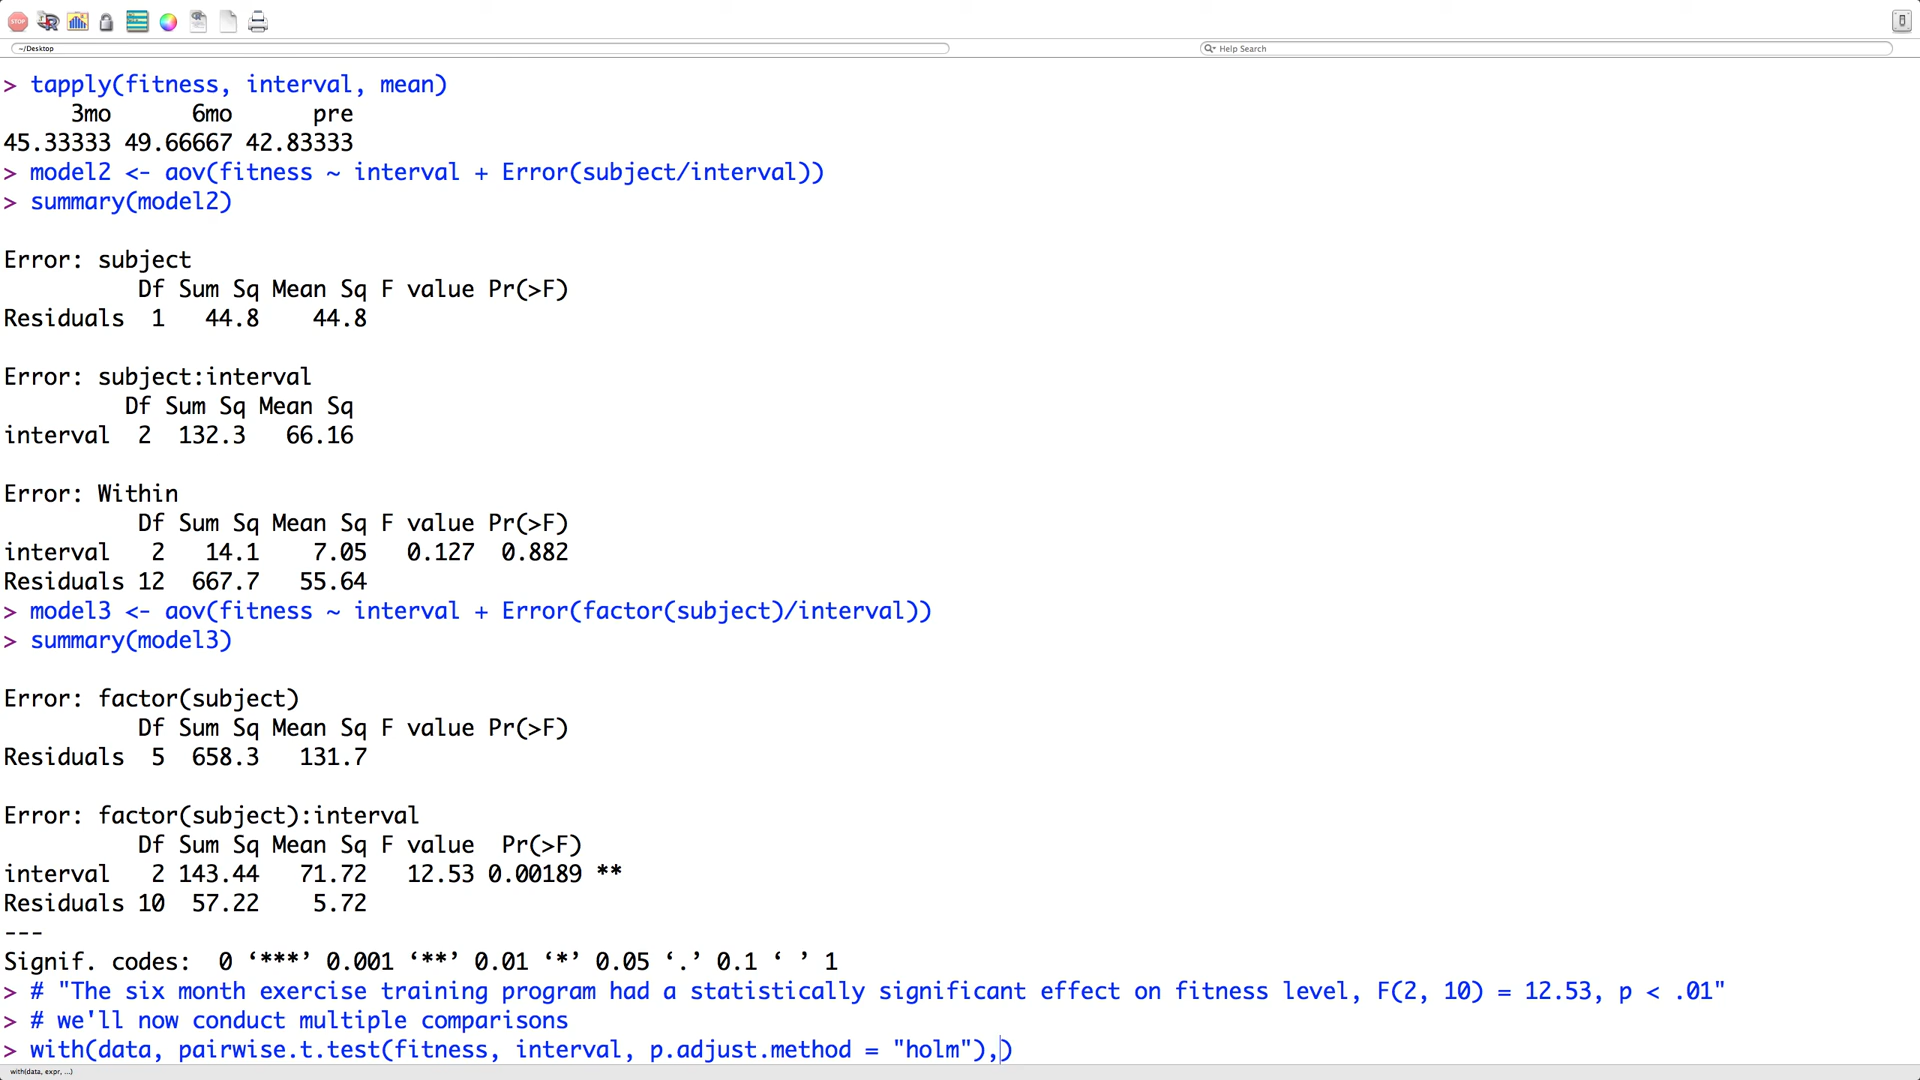 STOP
~/Desktop
Help Search
> tapply(fitness, interval, mean)
     3mo      6mo      pre
45.33333 49.66667 42.83333
> model2 <- aov(fitness ~ interval + Error(subject/interval))
> summary(model2)
Error: subject
          Df Sum Sq Mean Sq F value Pr(>F)
Residuals  1   44.8    44.8
Error: subject:interval
         Df Sum Sq Mean Sq
interval  2  132.3   66.16
Error: Within
          Df Sum Sq Mean Sq F value Pr(>F)
interval   2   14.1    7.05   0.127  0.882
Residuals 12  667.7   55.64
> model3 <- aov(fitness ~ interval + Error(factor(subject)/interval))
> summary(model3)
Error: factor(subject)
          Df Sum Sq Mean Sq F value Pr(>F)
Residuals  5  658.3   131.7
Error: factor(subject):interval
          Df Sum Sq Mean Sq F value  Pr(>F)
interval   2 143.44   71.72   12.53 0.00189 **
Residuals 10  57.22    5.72
---
Signif. codes:  0 ‘***’ 0.001 ‘**’ 0.01 ‘*’ 0.05 ‘.’ 0.1 ‘ ’ 1
> # "The six month exercise training program had a statistically significant effect on fitness level, F(2, 10) = 12.53, p < .01"
> # we'll now conduct multiple comparisons
> with(data, pairwise.t.test(fitness, interval, p.adjust.method = "holm"),)
with(data, expr, ...)